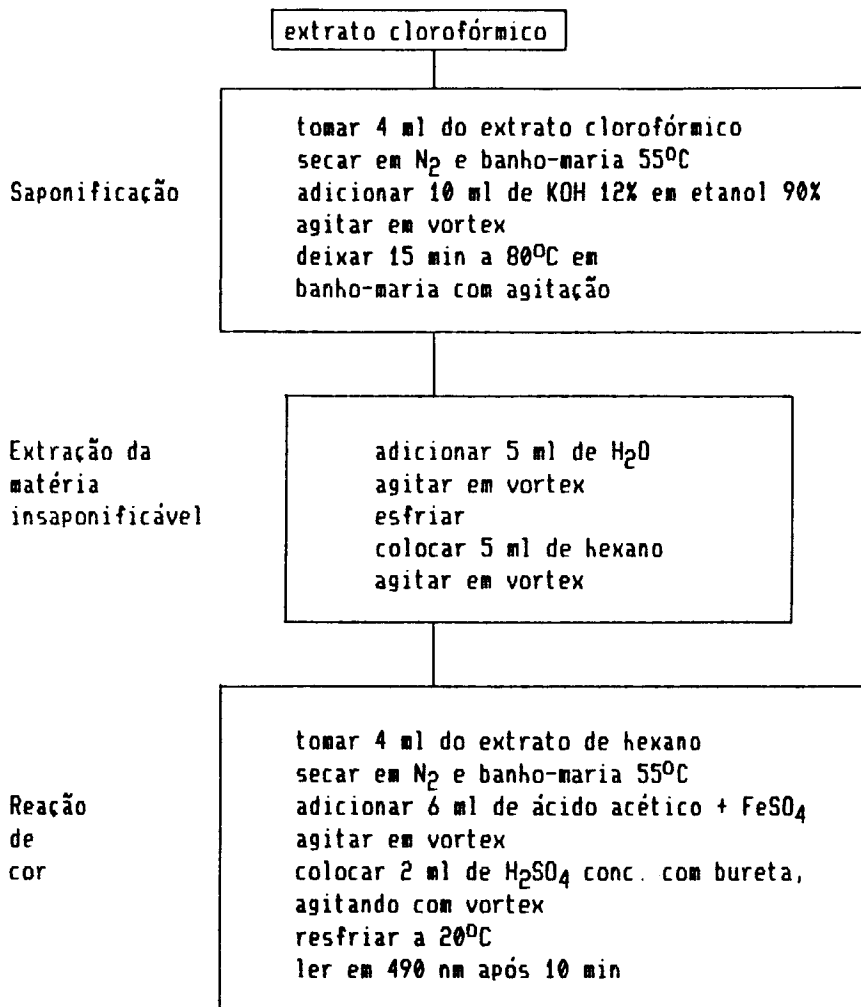 extrato clorofórmico
Saponificação
tomar 4 ml do extrato clorofórmico
secar em N₂ e banho-maria 55ºC
adicionar 10 ml de KOH 12% em etanol 90%
agitar em vortex
deixar 15 min a 80ºC em
banho-maria com agitação
Extração da
matéria
insaponificável
adicionar 5 ml de H₂O
agitar em vortex
esfriar
colocar 5 ml de hexano
agitar em vortex
Reação
de
cor
tomar 4 ml do extrato de hexano
secar em N₂ e banho-maria 55ºC
adicionar 6 ml de ácido acético + FeSO₄
agitar em vortex
colocar 2 ml de H₂SO₄ conc. com bureta,
agitando com vortex
resfriar a 20ºC
ler em 490 nm após 10 min